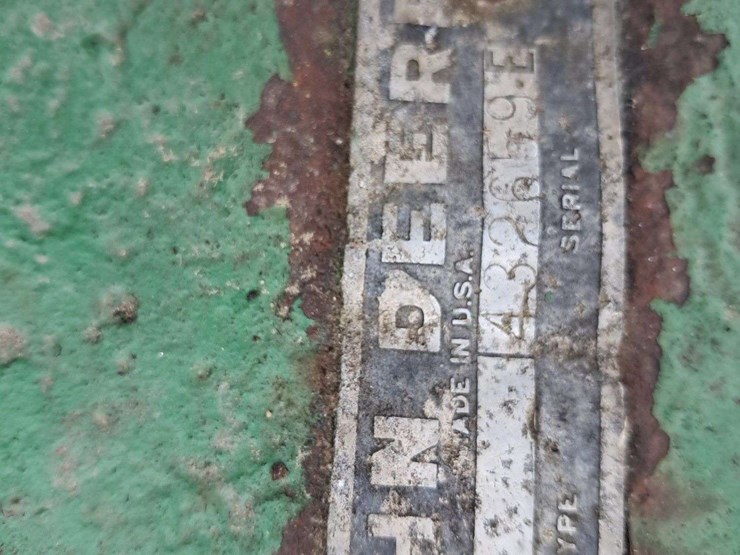 HN DEER
ADE IN U.S.A.
YPE SERIAL